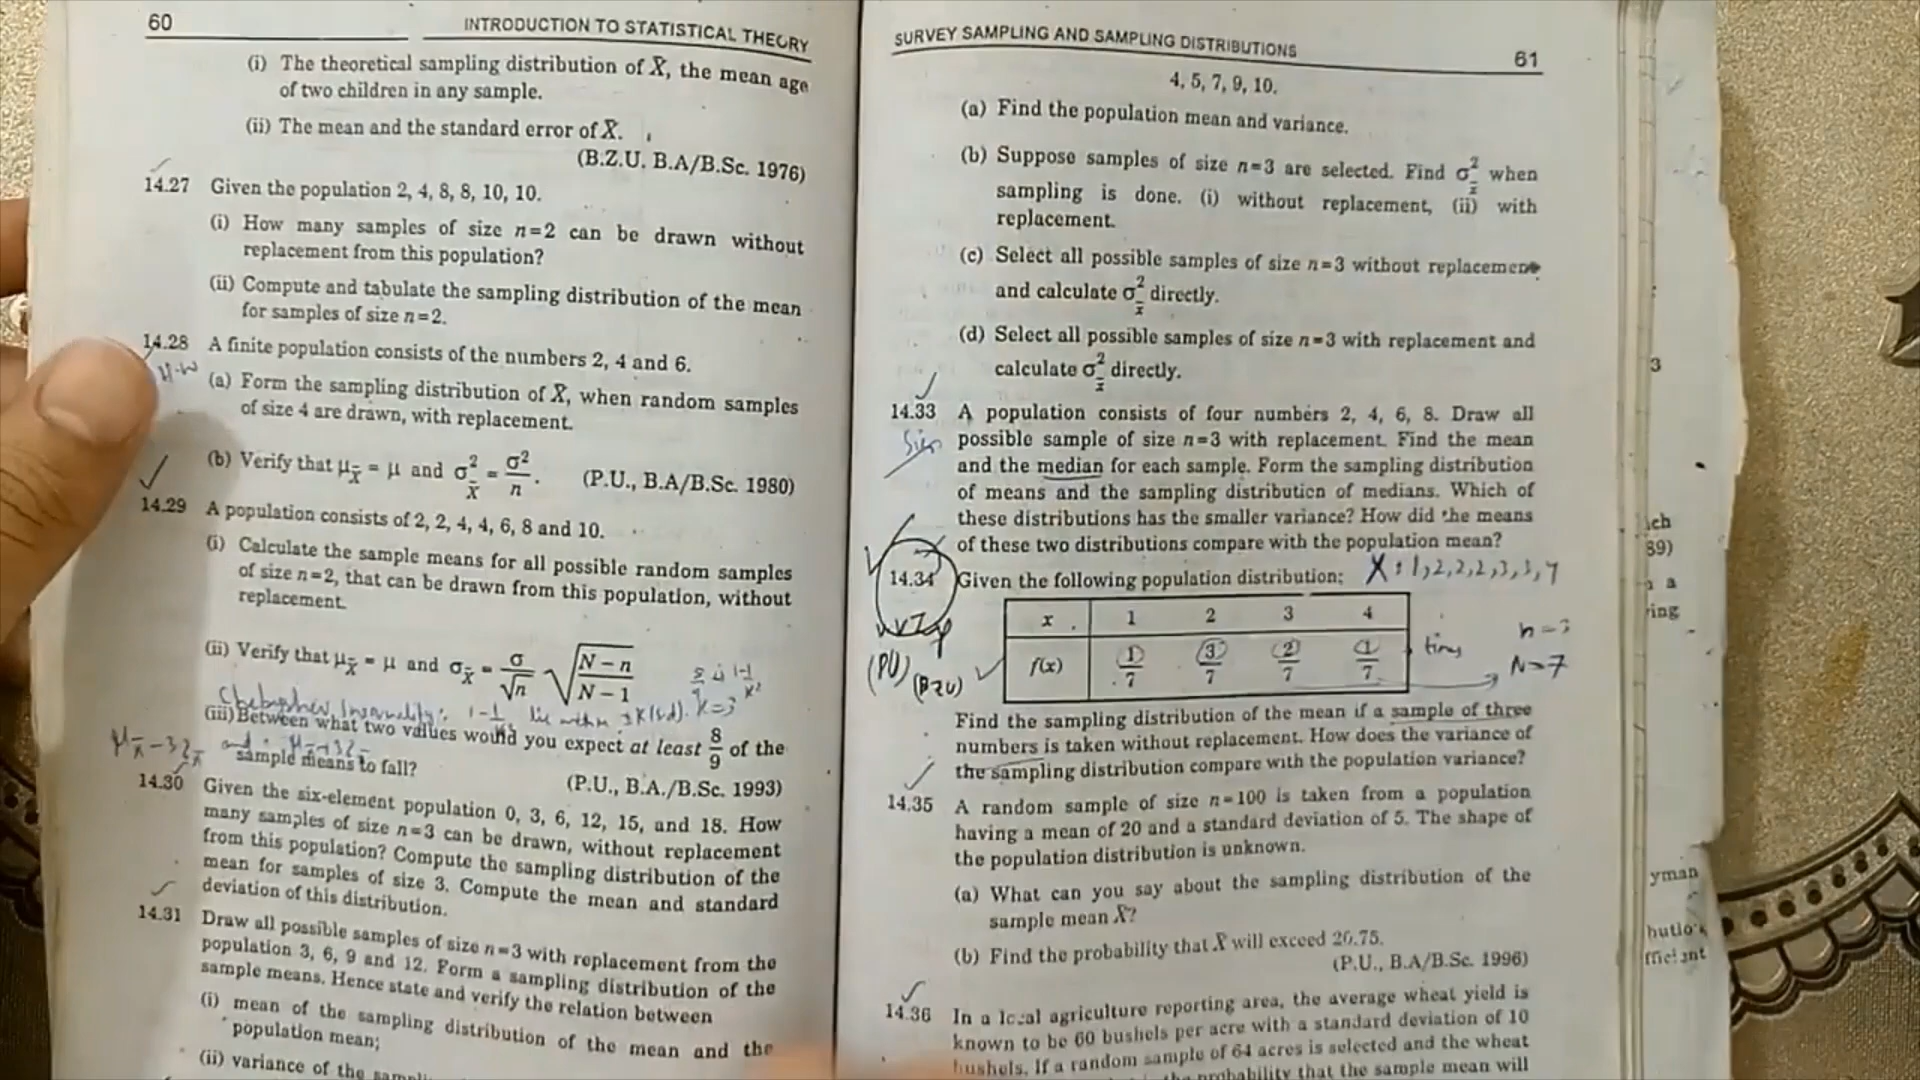 60
INTRODUCTION TO STATISTICAL THEORY
(i) The theoretical sampling distribution of X̄, the mean age
of two children in any sample.
(ii) The mean and the standard error of X̄.
(B.Z.U. B.A/B.Sc. 1976)
14.27 Given the population 2, 4, 8, 8, 10, 10.
(i) How many samples of size n=2 can be drawn without
replacement from this population?
(ii) Compute and tabulate the sampling distribution of the mean
for samples of size n=2.
14.28 A finite population consists of the numbers 2, 4 and 6.
H-W
(a) Form the sampling distribution of X̄, when random samples
of size 4 are drawn, with replacement.
(b) Verify that μx̄ = μ and σ²x̄ = σ²/n. (P.U., B.A/B.Sc. 1980)
14.29 A population consists of 2, 2, 4, 4, 6, 8 and 10.
(i) Calculate the sample means for all possible random samples
of size n=2, that can be drawn from this population, without
replacement.
(ii) Verify that μx̄ = μ and σx̄ = σ/√n √(N−n/N−1)
K=3
(iii) Between what two values would you expect at least 8/9 of the
sample means to fall?
(P.U., B.A./B.Sc. 1993)
14.30 Given the six-element population 0, 3, 6, 12, 15, and 18. How
many samples of size n=3 can be drawn, without replacement
from this population? Compute the sampling distribution of the
mean for samples of size 3. Compute the mean and standard
deviation of this distribution.
14.31 Draw all possible samples of size n=3 with replacement from the
population 3, 6, 9 and 12. Form a sampling distribution of the
sample means. Hence state and verify the relation between
(i) mean of the sampling distribution of the mean and the
population mean;
(ii) variance of the
SURVEY SAMPLING AND SAMPLING DISTRIBUTIONS
61
4, 5, 7, 9, 10.
(a) Find the population mean and variance.
(b) Suppose samples of size n=3 are selected. Find σ²x̄ when
sampling is done. (i) without replacement, (ii) with
replacement.
(c) Select all possible samples of size n=3 without replacement
and calculate σ²x̄ directly.
(d) Select all possible samples of size n=3 with replacement and
calculate σ²x̄ directly.
14.33 A population consists of four numbers 2, 4, 6, 8. Draw all
possible sample of size n=3 with replacement. Find the mean
and the median for each sample. Form the sampling distribution
of means and the sampling distribution of medians. Which of
these distributions has the smaller variance? How did the means
of these two distributions compare with the population mean?
14.34 Given the following population distribution: X: 1,2,2,2,3,3,4
x 1 2 3 4
f(x) 1/7 3/7 2/7 1/7
times
n=3
N=7
(PU) (BZU)
Find the sampling distribution of the mean if a sample of three
numbers is taken without replacement. How does the variance of
the sampling distribution compare with the population variance?
14.35 A random sample of size n=100 is taken from a population
having a mean of 20 and a standard deviation of 5. The shape of
the population distribution is unknown.
(a) What can you say about the sampling distribution of the
sample mean X̄?
(b) Find the probability that X̄ will exceed 20.75.
(P.U., B.A/B.Sc. 1996)
14.36 In a local agriculture reporting area, the average wheat yield is
known to be 60 bushels per acre with a standard deviation of 10
bushels. If a random sample of 64 acres is selected and the wheat
probability that the sample mean will
3
yman